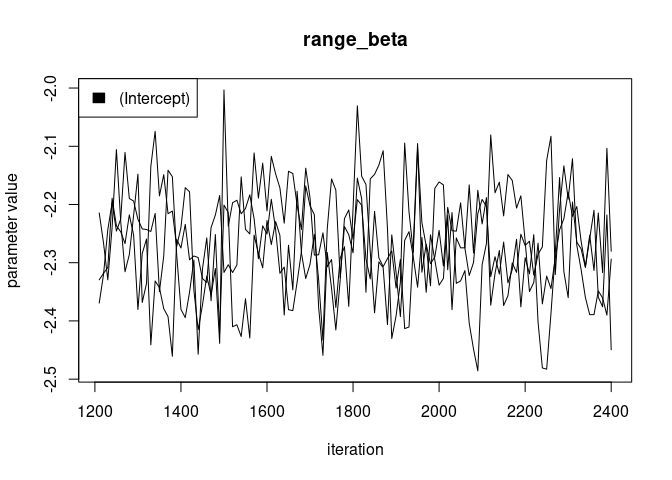 range_beta
(Intercept)
parameter value
-2.0
-2.1
-2.2
-2.3
-2.4
-2.5
1200 1400 1600 1800 2000 2200 2400
iteration